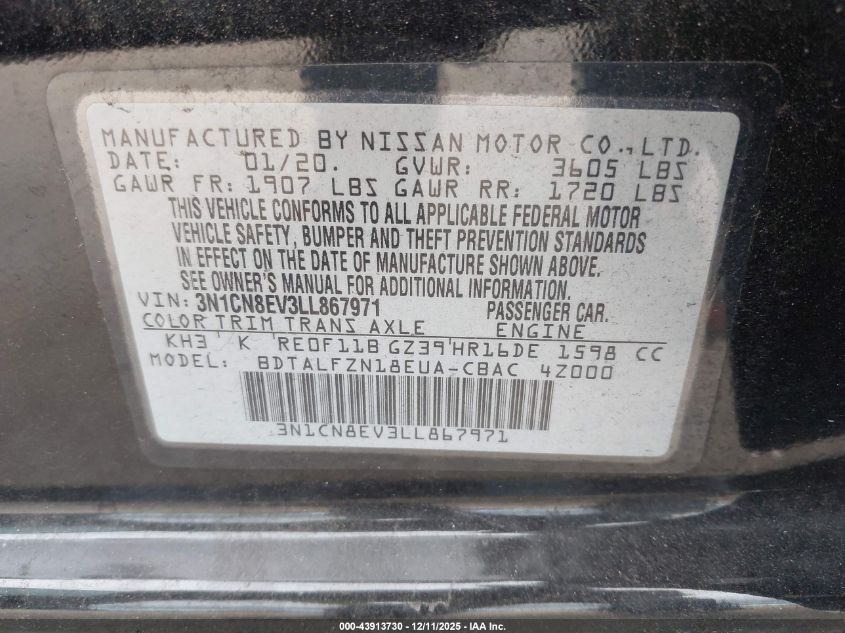 MANUFACTURED BY NISSAN MOTOR CO., LTD.
DATE: 01/20. GVWR: 3605 LBS
GAWR FR: 1907 LBS GAWR RR: 1720 LBS
THIS VEHICLE CONFORMS TO ALL APPLICABLE FEDERAL MOTOR
VEHICLE SAFETY, BUMPER AND THEFT PREVENTION STANDARDS
IN EFFECT ON THE DATE OF MANUFACTURE SHOWN ABOVE.
SEE OWNER'S MANUAL FOR ADDITIONAL INFORMATION.
VIN: 3N1CN8EV3LL867971 PASSENGER CAR.
COLOR TRIM TRANS AXLE ENGINE
KH3 ' K ' RE0F11B GZ39'HR16DE 1598 CC
MODEL: BDTALFZN18EUA-CBAC 4Z000
3N1CN8EV3LL867971
000-43913730 - 12/11/2025 - IAA Inc.